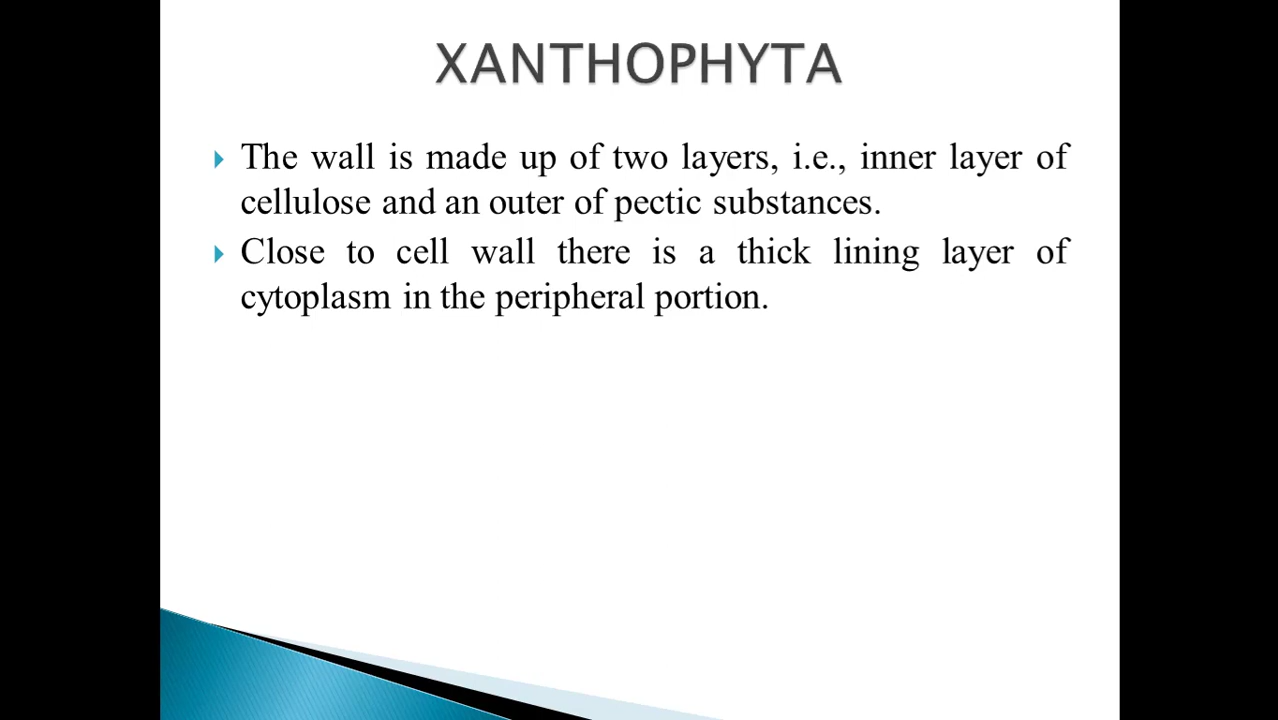 XANTHOPHYTA
The wall is made up of two layers, i.e., inner layer of
cellulose and an outer of pectic substances.
Close to cell wall there is a thick lining layer of
cytoplasm in the peripheral portion.